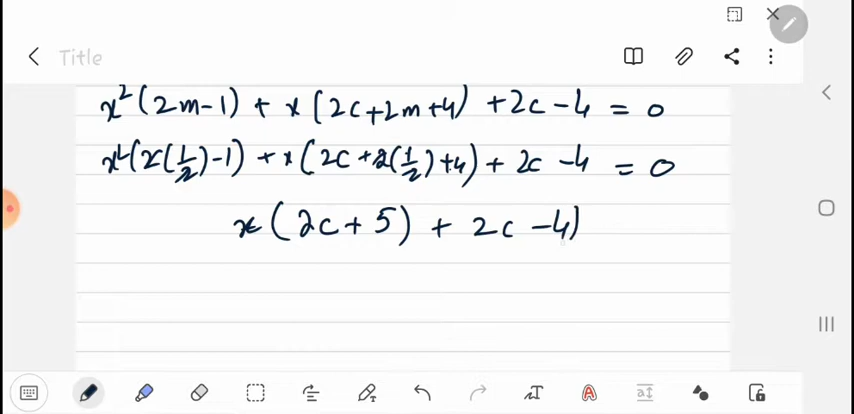 Title
x²(2m-1) + x(2c+2m+4) +2c-4 = 0
x²(2(1/2)-1) + x(2c+2(1/2)+4) + 2c -4 = 0
x(2c+5) + 2c -4)